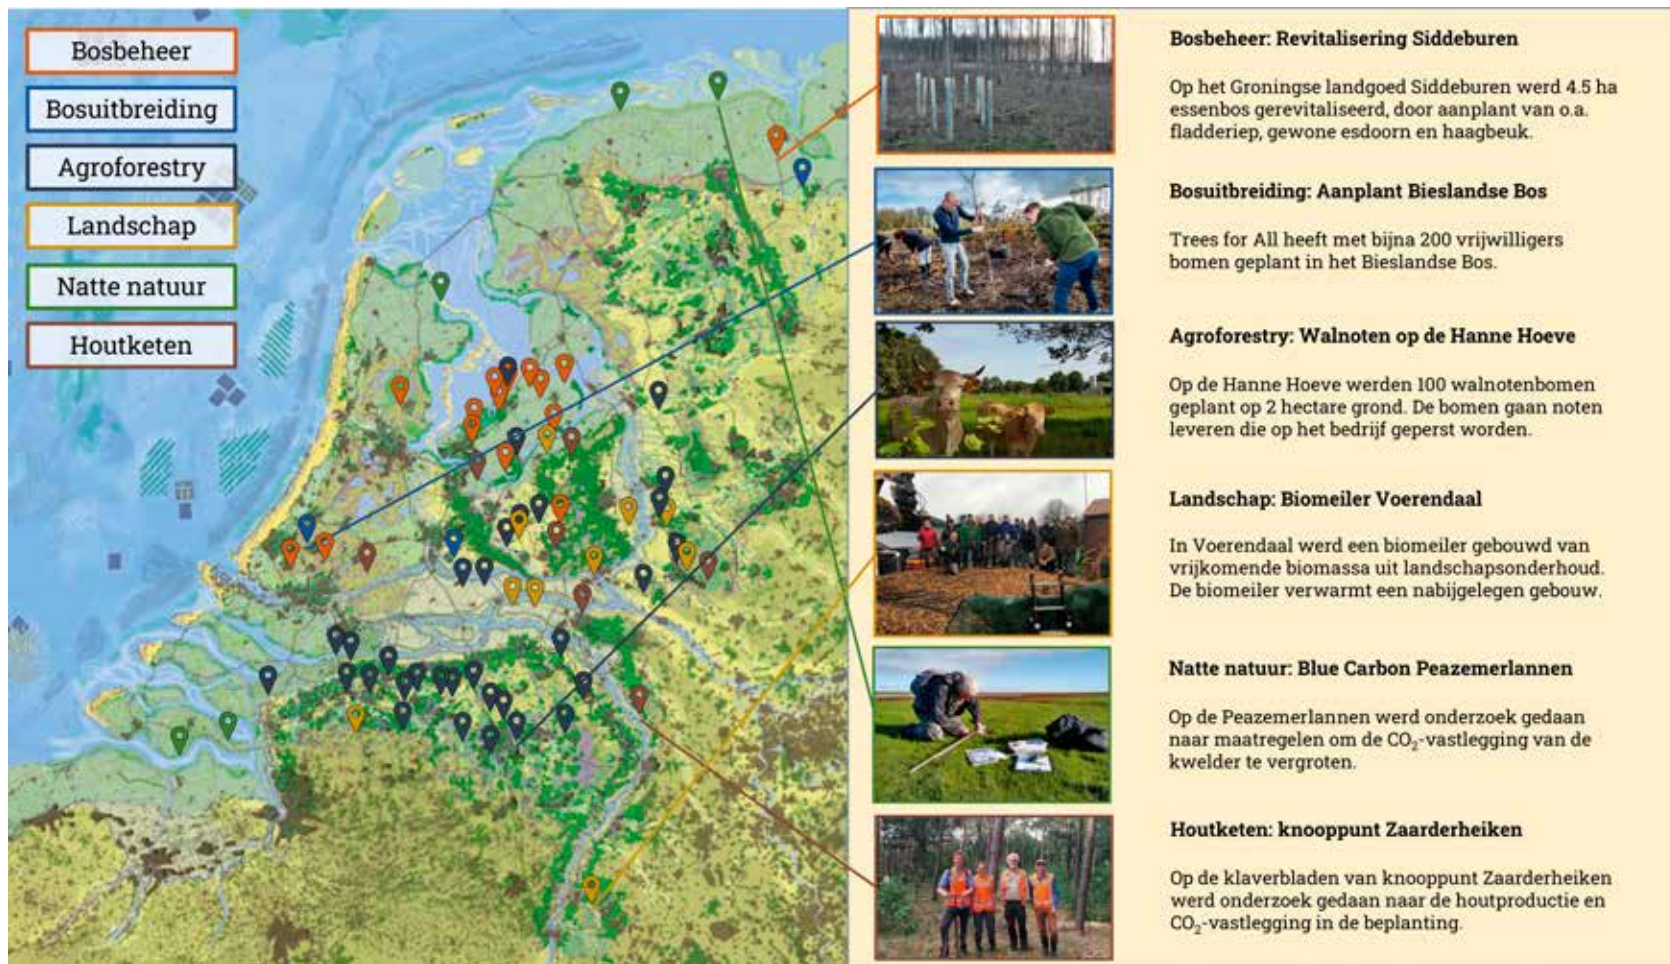 Bosbeheer
Bosuitbreiding
Agroforestry
Landschap
Natte natuur
Houtketen
Bosbeheer: Revitalisering Siddeburen
Op het Groningse landgoed Siddeburen werd 4.5 ha
essenbos gerevitaliseerd, door aanplant van o.a.
fladderiep, gewone esdoorn en haagbeuk.
Bosuitbreiding: Aanplant Bieslandse Bos
Trees for All heeft met bijna 200 vrijwilligers
bomen geplant in het Bieslandse Bos.
Agroforestry: Walnoten op de Hanne Hoeve
Op de Hanne Hoeve werden 100 walnotenbomen
geplant op 2 hectare grond. De bomen gaan noten
leveren die op het bedrijf geperst worden.
Landschap: Biomeiler Voerendaal
In Voerendaal werd een biomeiler gebouwd van
vrijkomende biomassa uit landschapsonderhoud.
De biomeiler verwarmt een nabijgelegen gebouw.
Natte natuur: Blue Carbon Peazemerlannen
Op de Peazemerlannen werd onderzoek gedaan
naar maatregelen om de CO₂-vastlegging van de
kwelder te vergroten.
Houtketen: knooppunt Zaarderheiken
Op de klaverbladen van knooppunt Zaarderheiken
werd onderzoek gedaan naar de houtproductie en
CO₂-vastlegging in de beplanting.